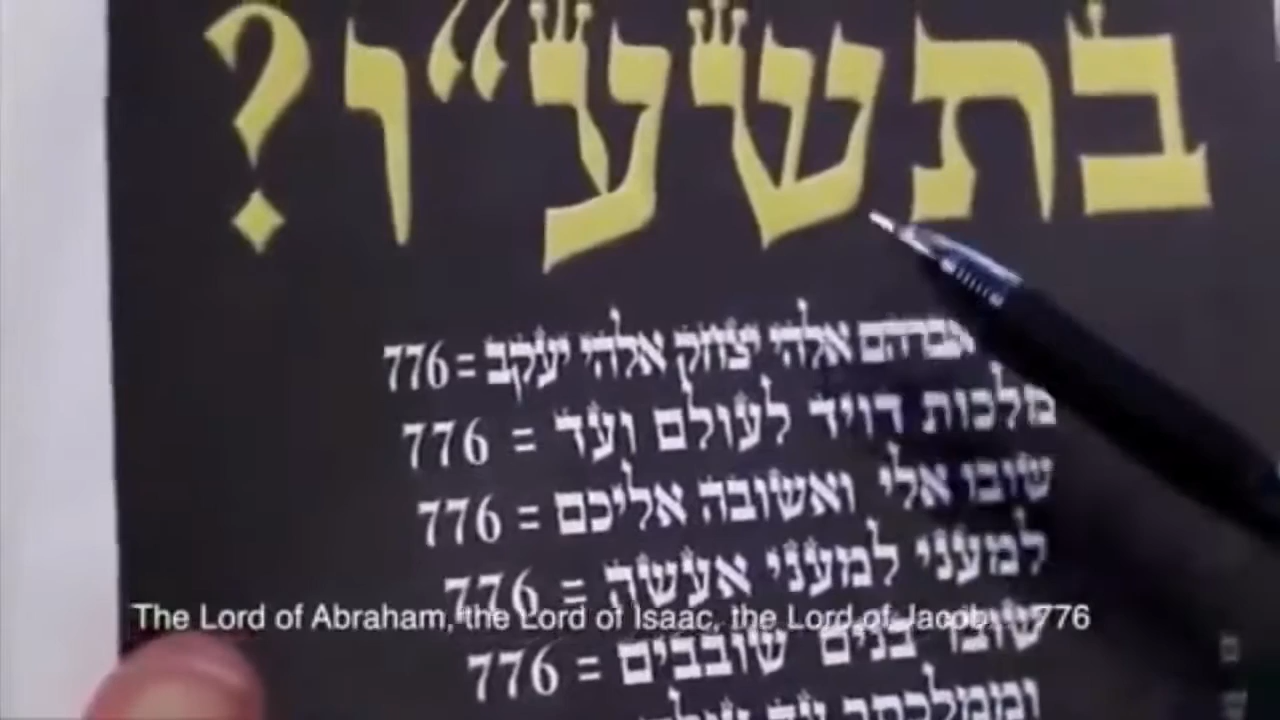 בתשע״ו?
אברהם אלהי יצחק אלהי יעקב = 776
מלכות דויד לעולם ועד = 776
שובו אלי ואשובה אליכם = 776
למעני למעני אעשה = 776
The Lord of Abraham, the Lord of Isaac, the Lord of Jacob 776
שובו בנים שובבים = 776